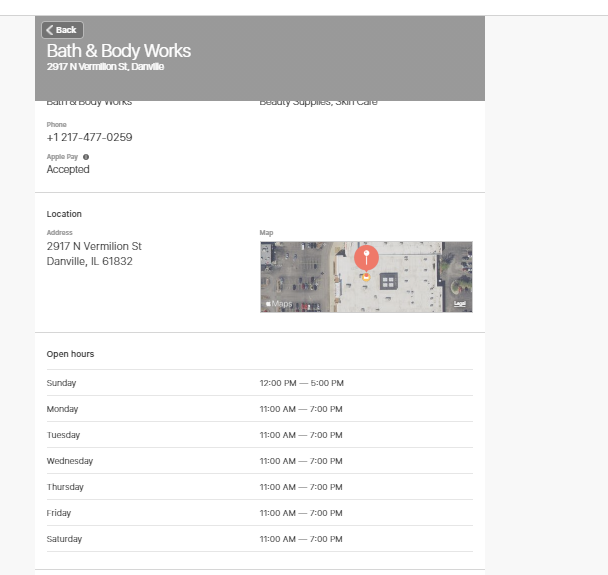 Back
Bath & Body Works
2917 N Vermilion St, Danville
Bath & Body Works
Beauty Supplies, Skin Care
Phone
+1 217-477-0259
Apple Pay
Accepted
Location
Address
2917 N Vermilion St
Danville, IL 61832
Map
Maps
Legal
Open hours
Sunday 12:00 PM — 5:00 PM
Monday 11:00 AM — 7:00 PM
Tuesday 11:00 AM — 7:00 PM
Wednesday 11:00 AM — 7:00 PM
Thursday 11:00 AM — 7:00 PM
Friday 11:00 AM — 7:00 PM
Saturday 11:00 AM — 7:00 PM